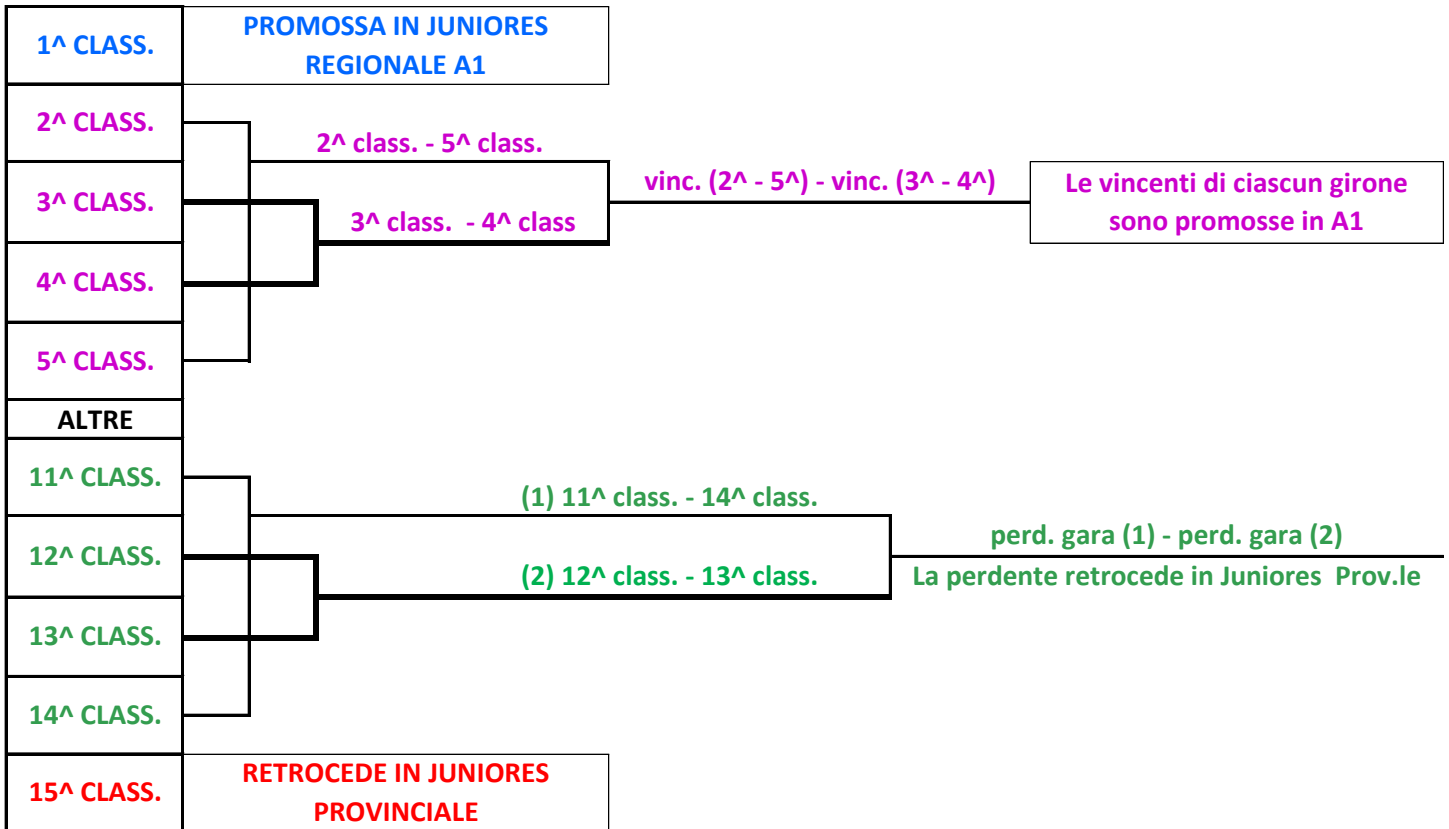 1^ CLASS.
PROMOSSA IN JUNIORES
REGIONALE A1
2^ CLASS.
2^ class. - 5^ class.
3^ CLASS.
vinc. (2^ - 5^) - vinc. (3^ - 4^)
Le vincenti di ciascun girone
sono promosse in A1
3^ class.  - 4^ class
4^ CLASS.
5^ CLASS.
ALTRE
11^ CLASS.
(1) 11^ class. - 14^ class.
12^ CLASS.
perd. gara (1) - perd. gara (2)
(2) 12^ class. - 13^ class.
La perdente retrocede in Juniores  Prov.le
13^ CLASS.
14^ CLASS.
15^ CLASS.
RETROCEDE IN JUNIORES
PROVINCIALE